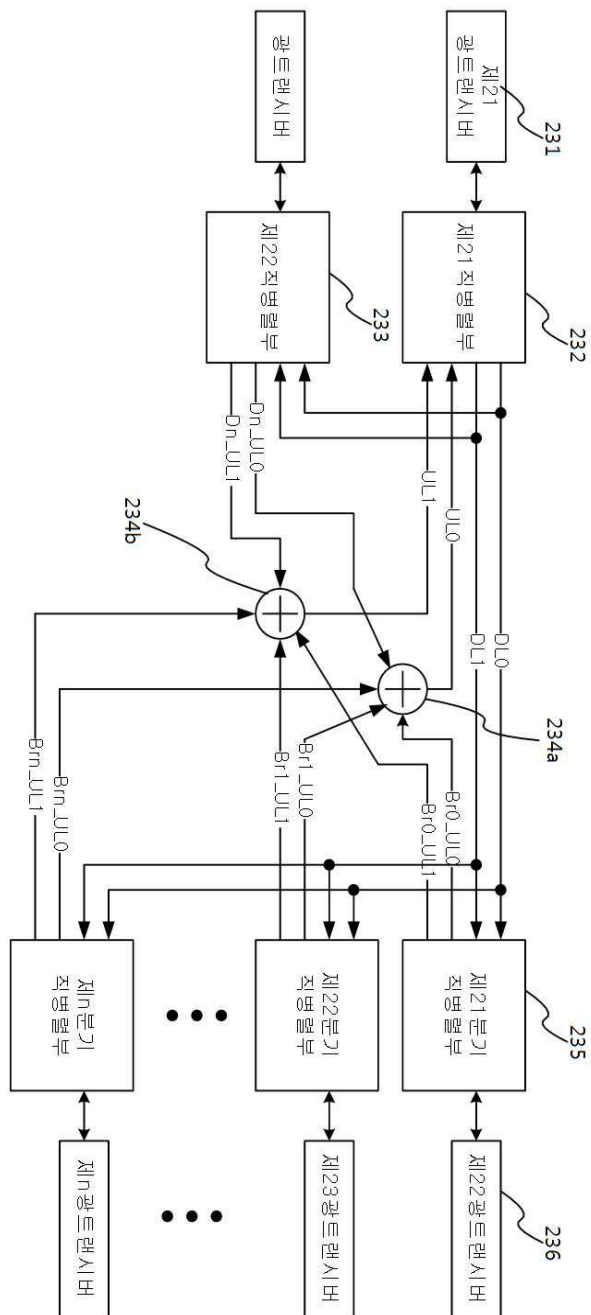 제21
광트랜시버
231
광트랜시버
제21직병렬부
232
제22직병렬부
233
DL0
DL1
UL0
UL1
Dn_UL0
Dn_UL1
234a
234b
Br0_UL0
Br0_UL1
Br1_UL0
Br1_UL1
Brn_UL0
Brn_UL1
제21분기
직병렬부
235
제22분기
직병렬부
제n분기
직병렬부
제22광트랜시버
236
제23광트랜시버
제n광트랜시버